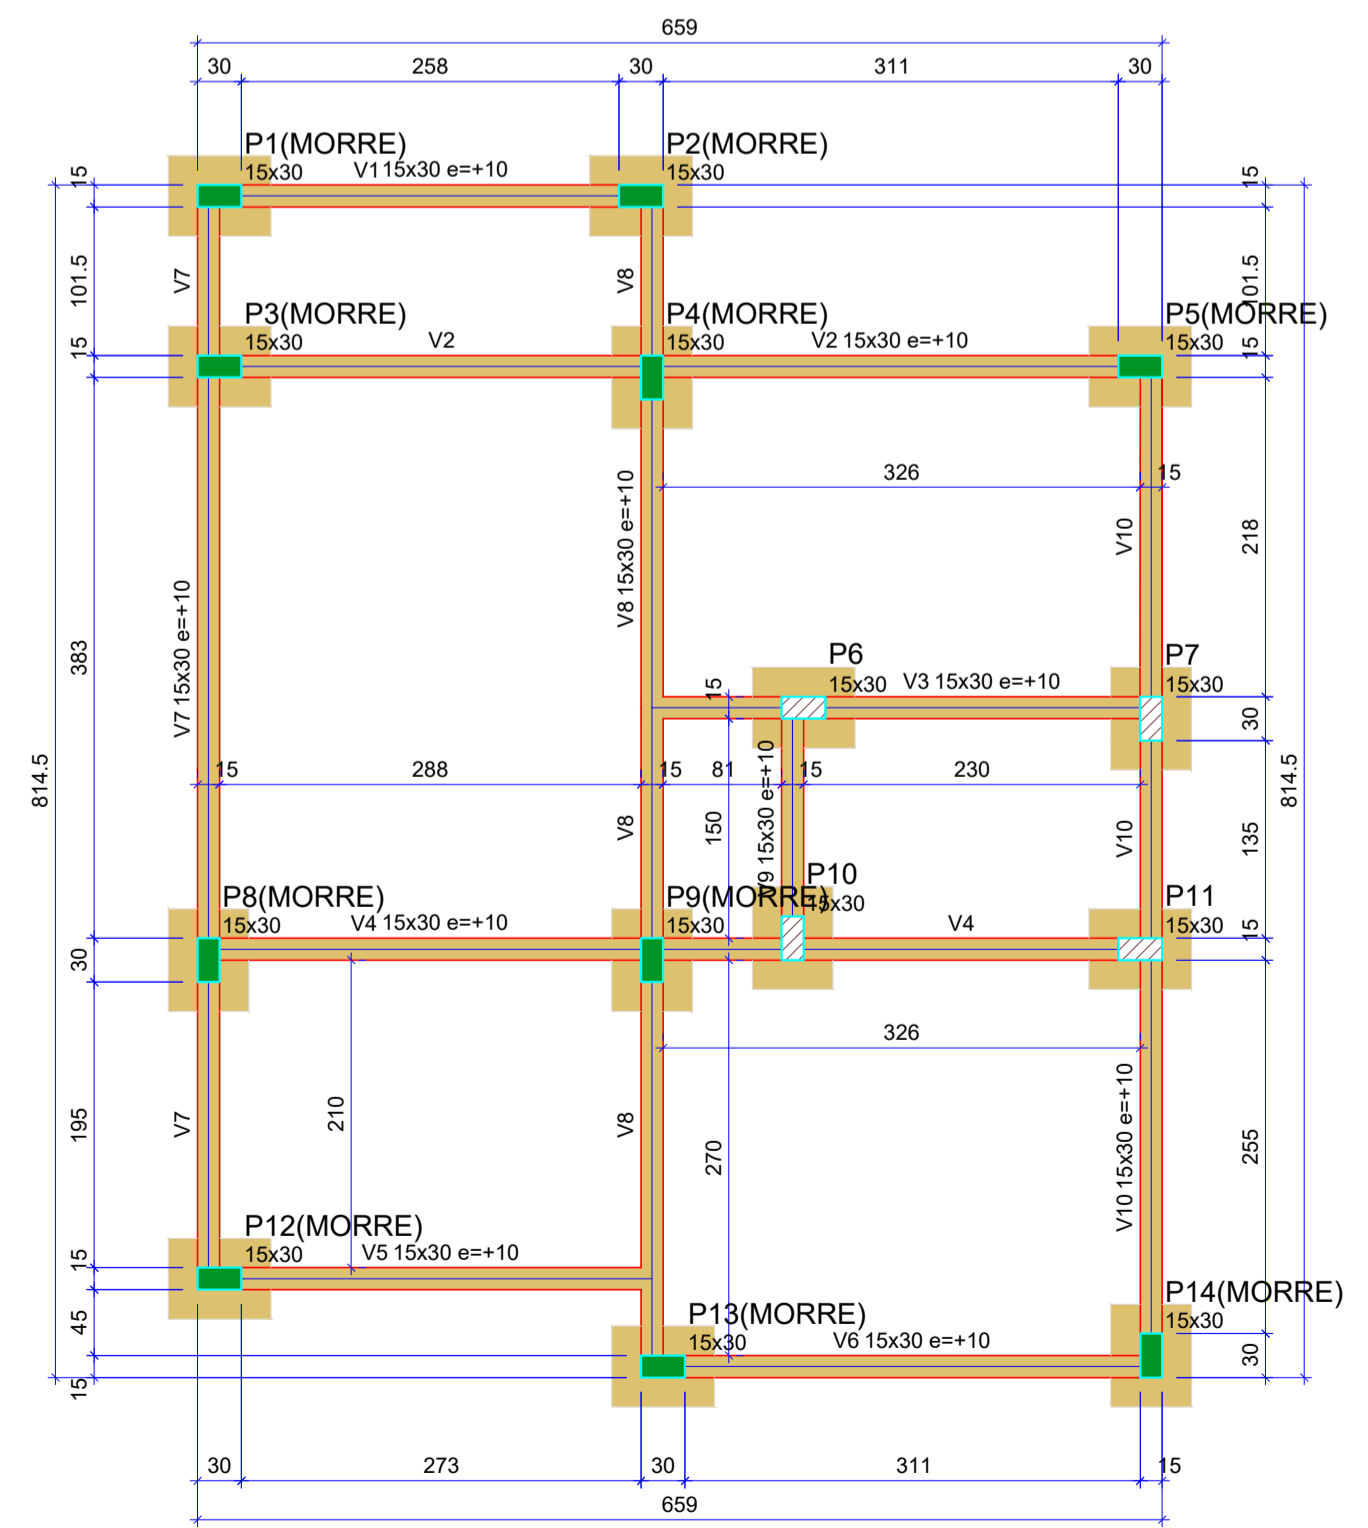 659
30 258 30 311 30
P1(MORRE)
15x30
V1 15x30 e=+10
P2(MORRE)
15x30
15
15
101.5
V7
V8
101.5
P3(MORRE)
15x30
V2
P4(MORRE)
15x30
V2 15x30 e=+10
P5(MORRE)
15x30
15
15
326 15
V8 15x30 e=+10
V10
218
383
V7 15x30 e=+10
P6
15x30
V3 15x30 e=+10
P7
15x30
15
30
814.5
15 288 15 81 15 230
814.5
V8
150
V9 15x30 e=+10
V10
135
P8(MORRE)
15x30
V4 15x30 e=+10
P9(MORRE)
15x30
P10
15x30
V4
P11
15x30
15
30
326
195
V7
210
V8
270
V10 15x30 e=+10
255
P12(MORRE)
15x30
V5 15x30 e=+10
15
45
15
P13(MORRE)
15x30
V6 15x30 e=+10
P14(MORRE)
15x30
30
30 273 30 311 15
659